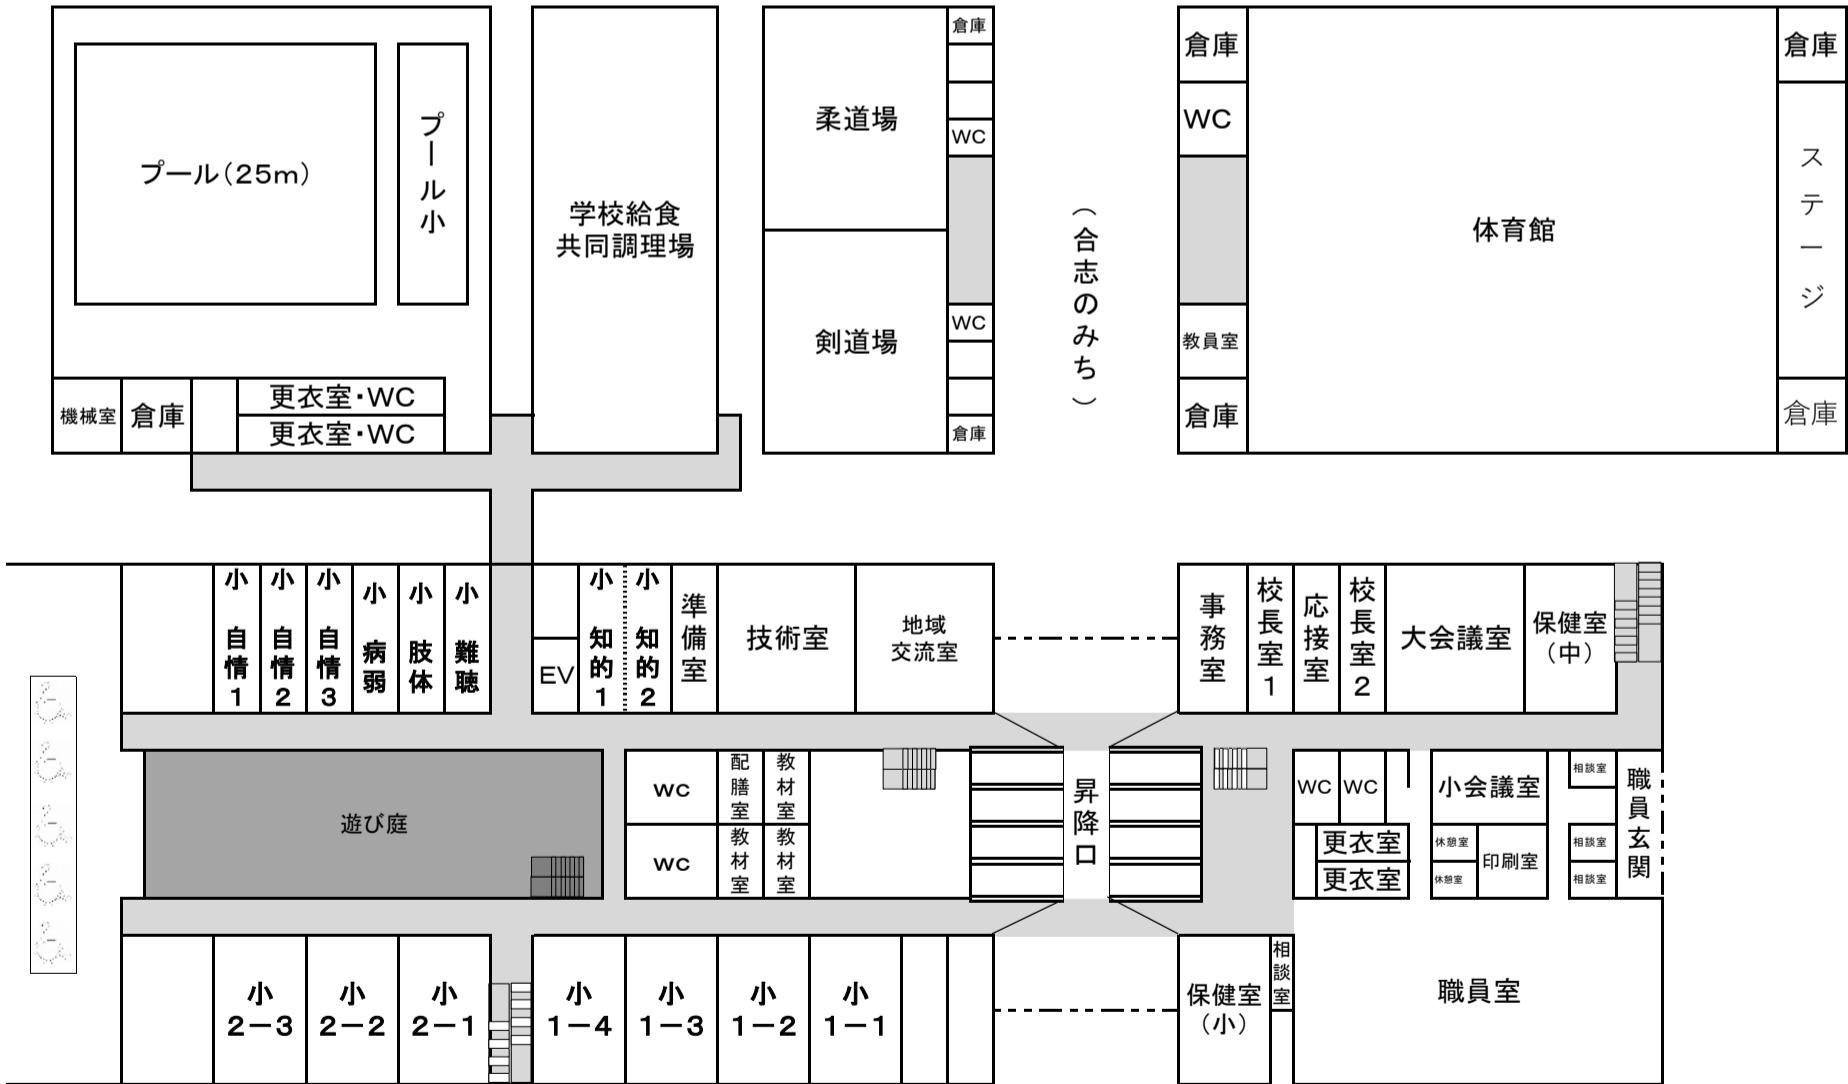 プール(25m)
プール小
機械室
倉庫
更衣室・WC
更衣室・WC
学校給食
共同調理場
柔道場
剣道場
倉庫
WC
WC
倉庫
(合志のみち)
倉庫
WC
教員室
倉庫
体育館
倉庫
ステージ
倉庫
小 自情1
小 自情2
小 自情3
小 病弱
小 肢体
小 難聴
EV
小 知的1
小 知的2
準備室
技術室
地域
交流室
事務室
校長室1
応接室
校長室2
大会議室
保健室
(中)
遊び庭
WC
WC
配膳室
教材室
教材室
教材室
昇降口
WC
WC
更衣室
更衣室
小会議室
休憩室
休憩室
印刷室
相談室
相談室
相談室
職員玄関
小
2-3
小
2-2
小
2-1
小
1-4
小
1-3
小
1-2
小
1-1
保健室
(小)
相談室
職員室